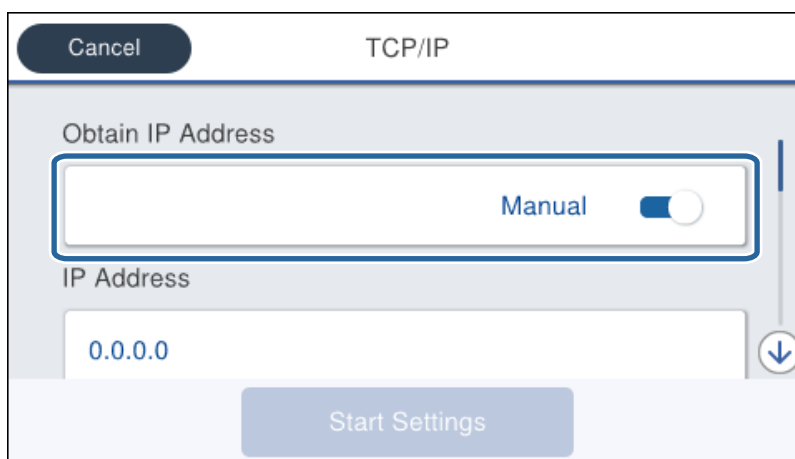 Cancel
TCP/IP
Obtain IP Address
Manual
IP Address
0.0.0.0
Start Settings